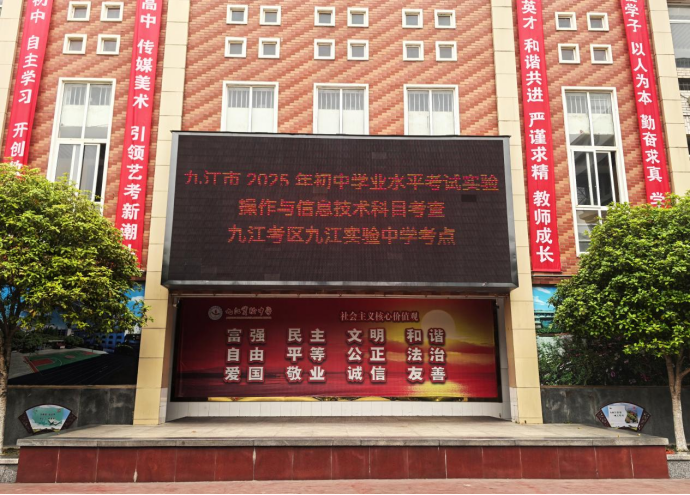 初中 自主学习 开创
高中 传媒美术 引领艺考新潮
英才 和谐共进 严谨求精 教师成长
学子 以人为本 勤奋求真
九江市2025年初中学业水平考试实验
操作与信息技术科目考查
九江考区九江实验中学考点
九江实验中学
社会主义核心价值观
富强 民主 文明 和谐
自由 平等 公正 法治
爱国 敬业 诚信 友善